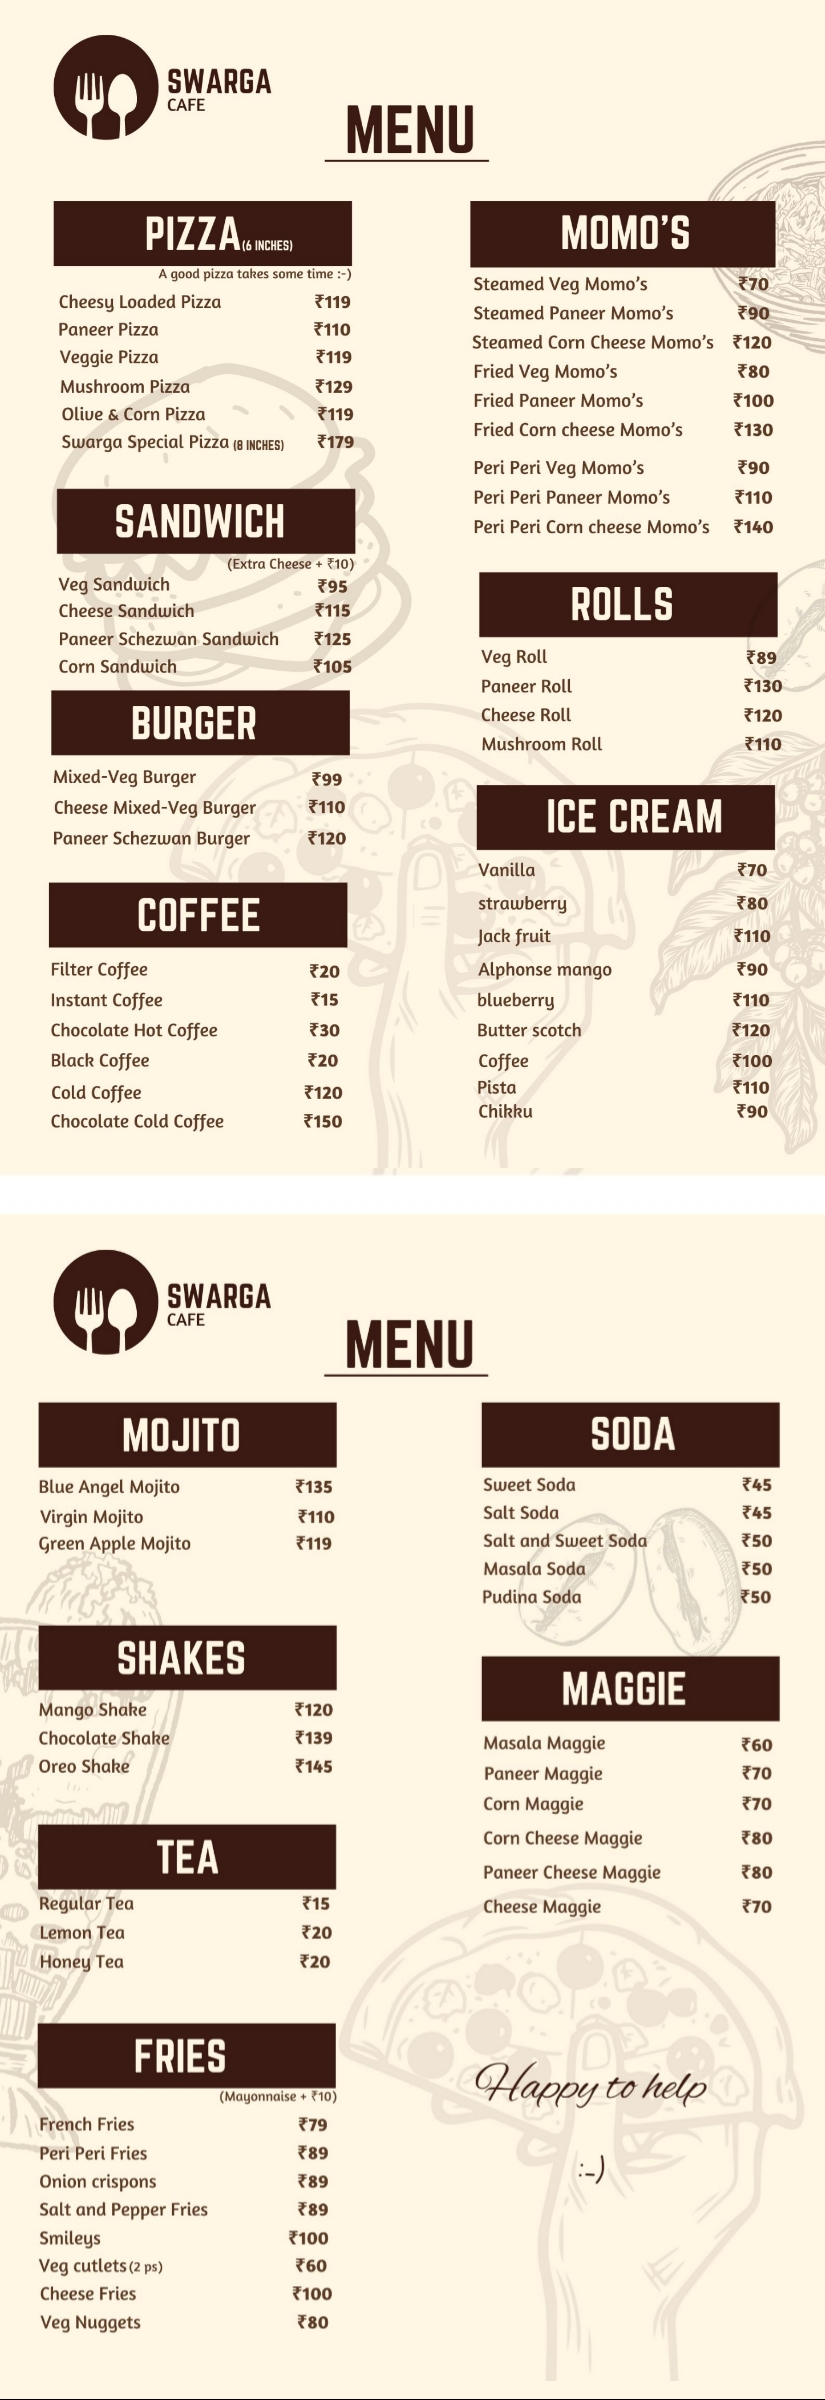 SWARGA
CAFE
MENU
PIZZA (6 INCHES)
A good pizza takes some time :-)
Cheesy Loaded Pizza ₹119
Paneer Pizza ₹110
Veggie Pizza ₹119
Mushroom Pizza ₹129
Olive & Corn Pizza ₹119
Swarga Special Pizza (8 INCHES) ₹179
SANDWICH
(Extra Cheese + ₹10)
Veg Sandwich ₹95
Cheese Sandwich ₹115
Paneer Schezwan Sandwich ₹125
Corn Sandwich ₹105
BURGER
Mixed-Veg Burger ₹99
Cheese Mixed-Veg Burger ₹110
Paneer Schezwan Burger ₹120
COFFEE
Filter Coffee ₹20
Instant Coffee ₹15
Chocolate Hot Coffee ₹30
Black Coffee ₹20
Cold Coffee ₹120
Chocolate Cold Coffee ₹150
MOMO'S
Steamed Veg Momo's ₹70
Steamed Paneer Momo's ₹90
Steamed Corn Cheese Momo's ₹120
Fried Veg Momo's ₹80
Fried Paneer Momo's ₹100
Fried Corn cheese Momo's ₹130
Peri Peri Veg Momo's ₹90
Peri Peri Paneer Momo's ₹110
Peri Peri Corn cheese Momo's ₹140
ROLLS
Veg Roll ₹89
Paneer Roll ₹130
Cheese Roll ₹120
Mushroom Roll ₹110
ICE CREAM
Vanilla ₹70
strawberry ₹80
Jack fruit ₹110
Alphonse mango ₹90
blueberry ₹110
Butter scotch ₹120
Coffee ₹100
Pista ₹110
Chikku ₹90
SWARGA
CAFE
MENU
MOJITO
Blue Angel Mojito ₹135
Virgin Mojito ₹110
Green Apple Mojito ₹119
SHAKES
Mango Shake ₹120
Chocolate Shake ₹139
Oreo Shake ₹145
TEA
Regular Tea ₹15
Lemon Tea ₹20
Honey Tea ₹20
FRIES
(Mayonnaise + ₹10)
French Fries ₹79
Peri Peri Fries ₹89
Onion crispons ₹89
Salt and Pepper Fries ₹89
Smileys ₹100
Veg cutlets (2 ps) ₹60
Cheese Fries ₹100
Veg Nuggets ₹80
SODA
Sweet Soda ₹45
Salt Soda ₹45
Salt and Sweet Soda ₹50
Masala Soda ₹50
Pudina Soda ₹50
MAGGIE
Masala Maggie ₹60
Paneer Maggie ₹70
Corn Maggie ₹70
Corn Cheese Maggie ₹80
Paneer Cheese Maggie ₹80
Cheese Maggie ₹70
Happy to help
:-)